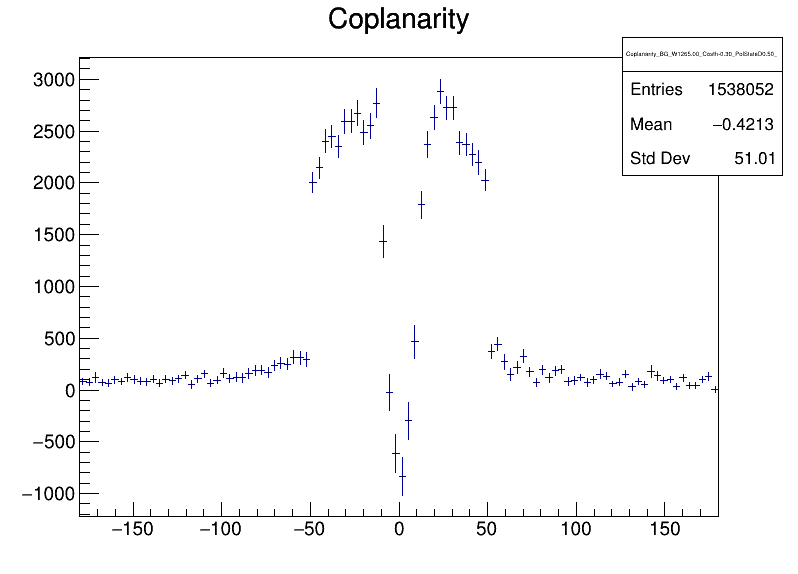 Coplanarity
Coplanarity_BG_W1265.00_Costh-0.30_PolStateD0.50_
Entries 1538052
Mean −0.4213
Std Dev 51.01
3000
2500
2000
1500
1000
500
0
−500
−1000
−150 −100 −50 0 50 100 150